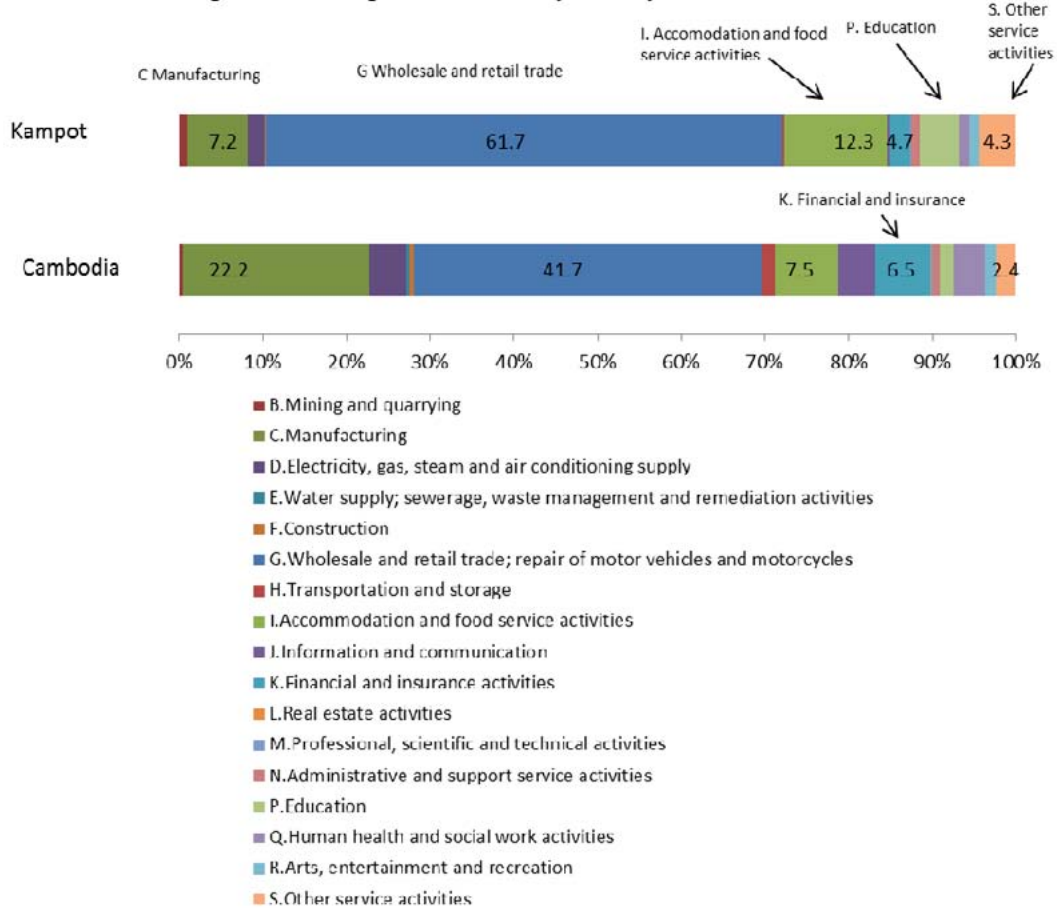 S. Other
service
activities
I. Accomodation and food
service activities
P. Education
C Manufacturing
G Wholesale and retail trade
Kampot
7.2 61.7 12.3 4.7 4.3
K. Financial and insurance
Cambodia
22.2 41.7 7.5 6.5 2.4
0% 10% 20% 30% 40% 50% 60% 70% 80% 90% 100%
B.Mining and quarrying
C.Manufacturing
D.Electricity, gas, steam and air conditioning supply
E.Water supply; sewerage, waste management and remediation activities
F.Construction
G.Wholesale and retail trade; repair of motor vehicles and motorcycles
H.Transportation and storage
I.Accommodation and food service activities
J.Information and communication
K.Financial and insurance activities
L.Real estate activities
M.Professional, scientific and technical activities
N.Administrative and support service activities
P.Education
Q.Human health and social work activities
R.Arts, entertainment and recreation
S.Other service activities